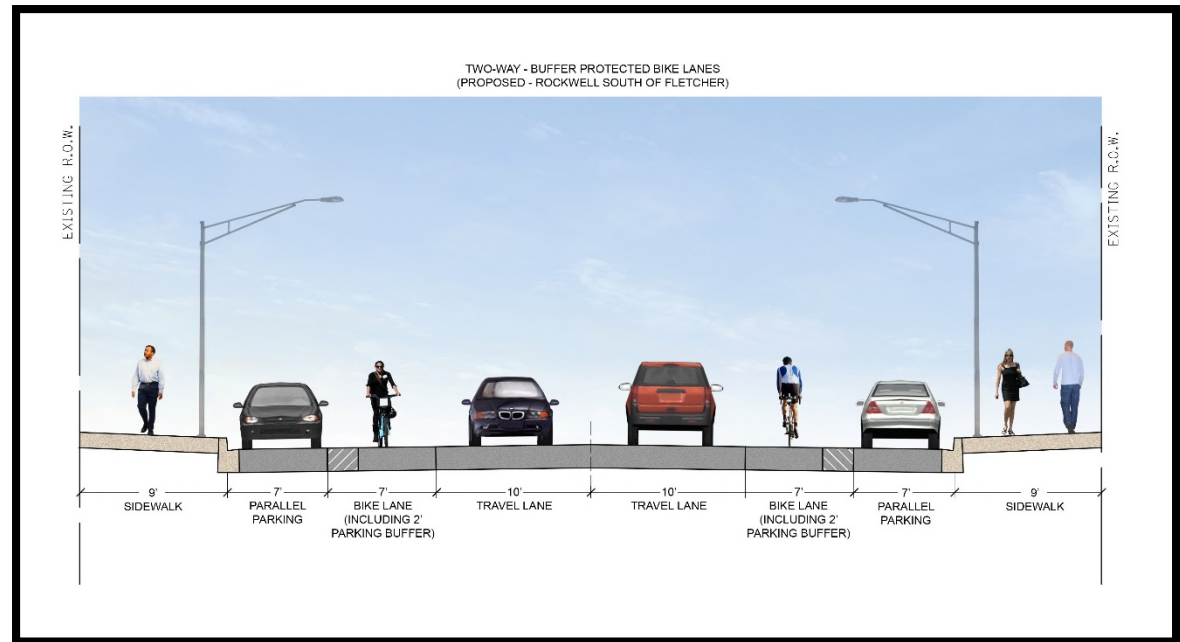 TWO-WAY - BUFFER PROTECTED BIKE LANES
(PROPOSED - ROCKWELL SOUTH OF FLETCHER)
EXISTING R.O.W.
EXISTING R.O.W.
9'
SIDEWALK
7'
PARALLEL
PARKING
7'
BIKE LANE
(INCLUDING 2'
PARKING BUFFER)
10'
TRAVEL LANE
10'
TRAVEL LANE
7'
BIKE LANE
(INCLUDING 2'
PARKING BUFFER)
7'
PARALLEL
PARKING
9'
SIDEWALK